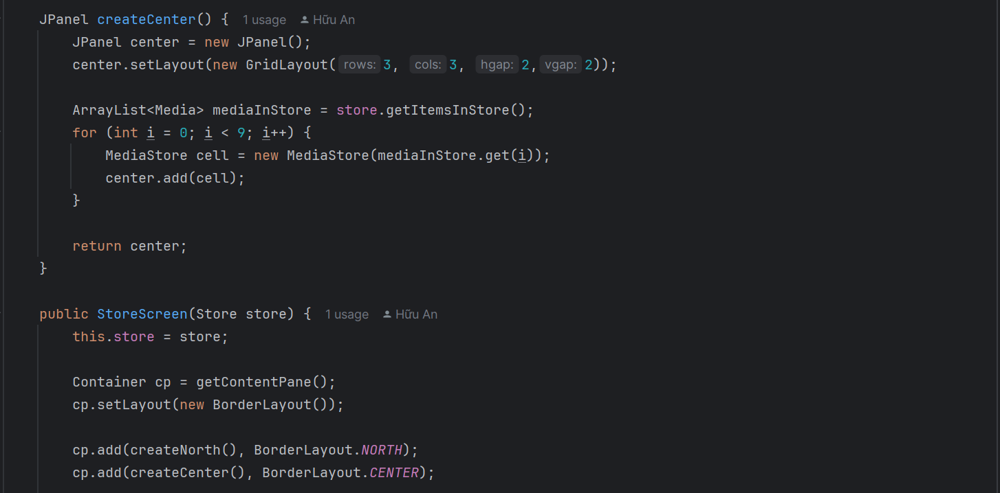 JPanel createCenter() { 1 usage Hữu An
JPanel center = new JPanel();
center.setLayout(new GridLayout( rows: 3, cols: 3, hgap: 2, vgap: 2));
ArrayList<Media> mediaInStore = store.getItemsInStore();
for (int i = 0; i < 9; i++) {
MediaStore cell = new MediaStore(mediaInStore.get(i));
center.add(cell);
}
return center;
}
public StoreScreen(Store store) { 1 usage Hữu An
this.store = store;
Container cp = getContentPane();
cp.setLayout(new BorderLayout());
cp.add(createNorth(), BorderLayout.NORTH);
cp.add(createCenter(), BorderLayout.CENTER);